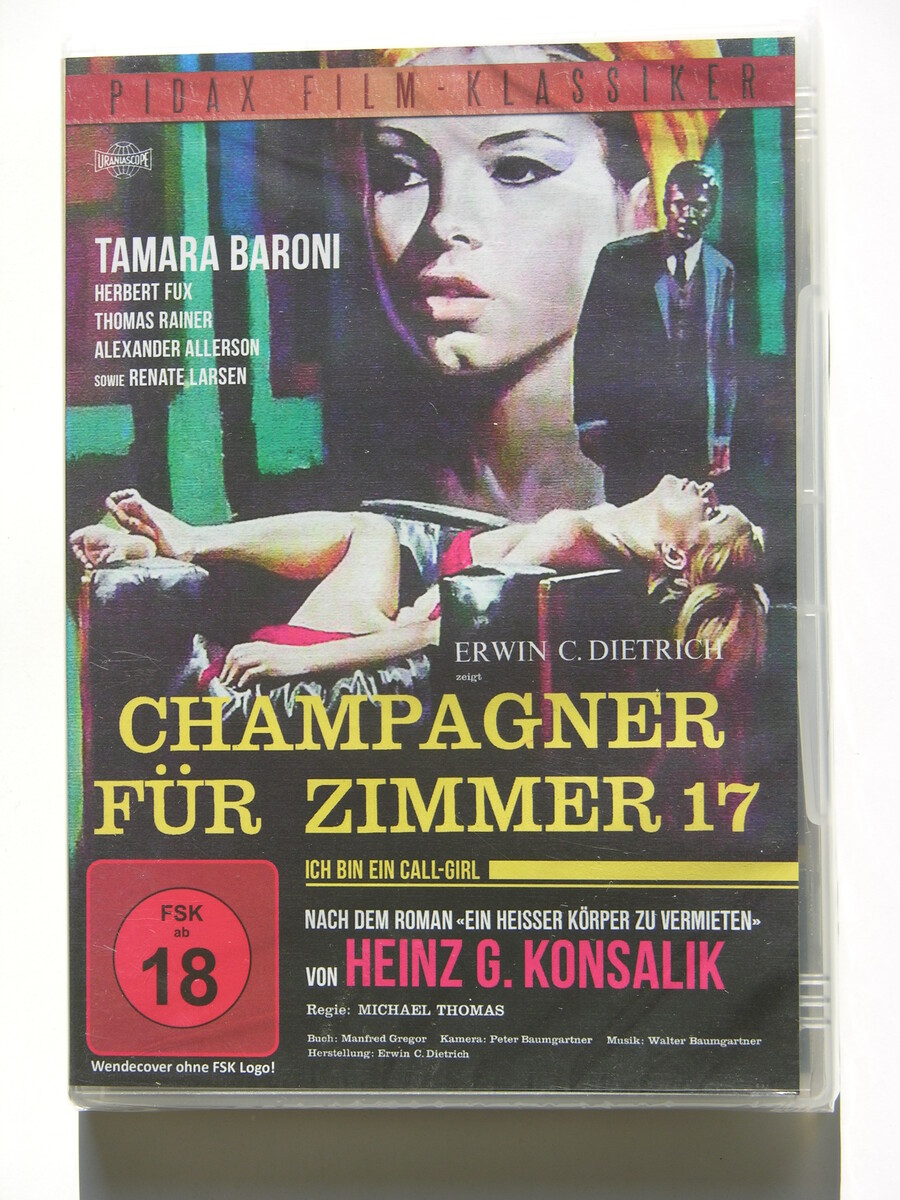 PIDAX FILM-KLASSIKER
URANIASCOPE
TAMARA BARONI
HERBERT FUX
THOMAS RAINER
ALEXANDER ALLERSON
SOWIE RENATE LARSEN
ERWIN C. DIETRICH
zeigt
CHAMPAGNER
FÜR ZIMMER 17
ICH BIN EIN CALL-GIRL
NACH DEM ROMAN «EIN HEISSER KÖRPER ZU VERMIETEN»
VON HEINZ G. KONSALIK
Regie: MICHAEL THOMAS
Buch: Manfred Gregor Kamera: Peter Baumgartner Musik: Walter Baumgartner
Herstellung: Erwin C. Dietrich
FSK
ab
18
Wendecover ohne FSK Logo!